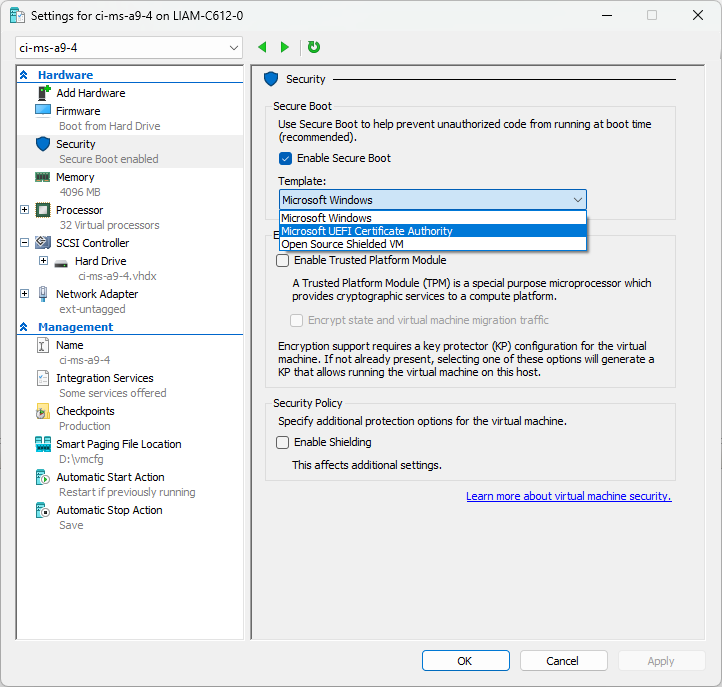 Settings for ci-ms-a9-4 on LIAM-C612-0
ci-ms-a9-4
Hardware
Add Hardware
Firmware
Boot from Hard Drive
Security
Secure Boot enabled
Memory
4096 MB
Processor
32 Virtual processors
SCSI Controller
Hard Drive
ci-ms-a9-4.vhdx
Network Adapter
ext-untagged
Management
Name
ci-ms-a9-4
Integration Services
Some services offered
Checkpoints
Production
Smart Paging File Location
D:\vmcfg
Automatic Start Action
Restart if previously running
Automatic Stop Action
Save
Security
Secure Boot
Use Secure Boot to help prevent unauthorized code from running at boot time
(recommended).
Enable Secure Boot
Template:
Microsoft Windows
Microsoft Windows
Microsoft UEFI Certificate Authority
Open Source Shielded VM
Enable Trusted Platform Module
A Trusted Platform Module (TPM) is a special purpose microprocessor which
provides cryptographic services to a compute platform.
Encrypt state and virtual machine migration traffic
Encryption support requires a key protector (KP) configuration for the virtual
machine. If not already present, selecting one of these options will generate a
KP that allows running the virtual machine on this host.
Security Policy
Specify additional protection options for the virtual machine.
Enable Shielding
This affects additional settings.
Learn more about virtual machine security.
OK
Cancel
Apply